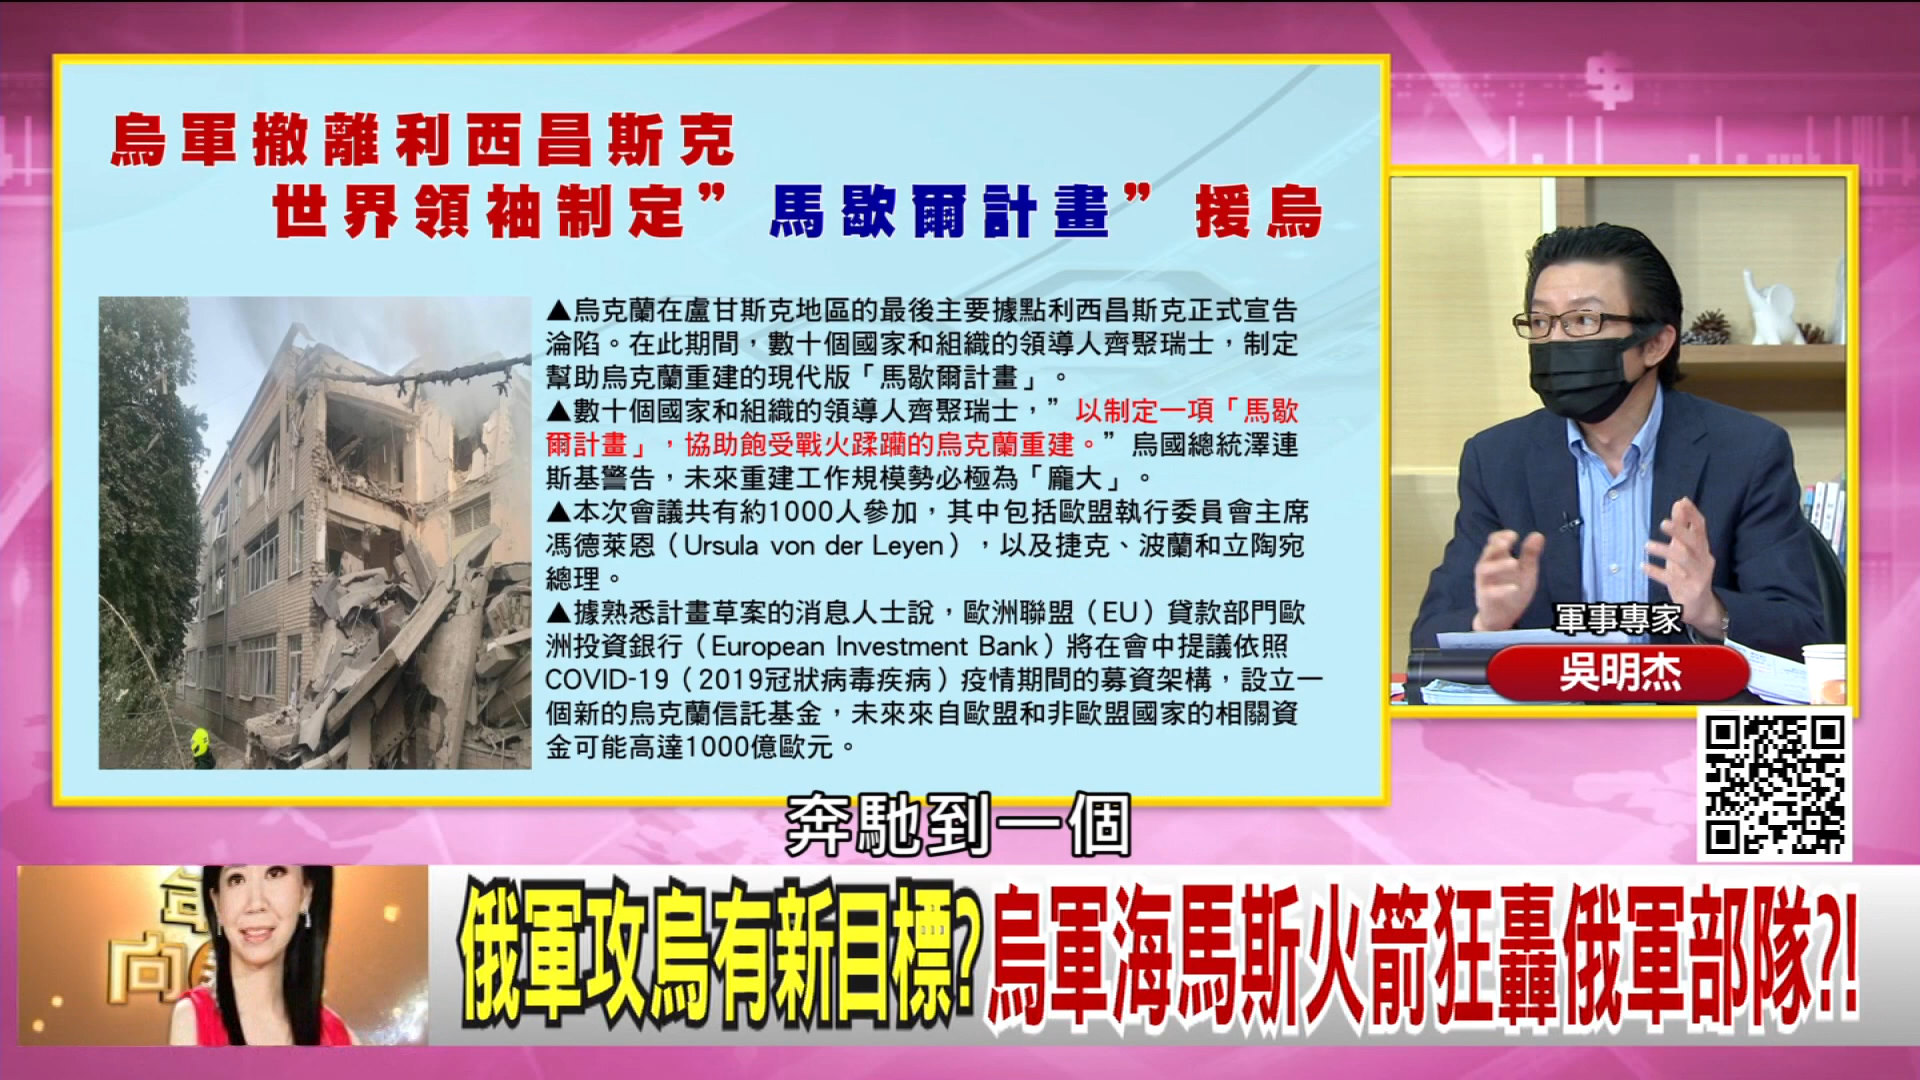 烏軍撤離利西昌斯克
世界領袖制定”馬歇爾計畫”援烏
▲烏克蘭在盧甘斯克地區的最後主要據點利西昌斯克正式宣告
淪陷。在此期間，數十個國家和組織的領導人齊聚瑞士，制定
幫助烏克蘭重建的現代版「馬歇爾計畫」。
▲數十個國家和組織的領導人齊聚瑞士，”以制定一項「馬歇
爾計畫」，協助飽受戰火蹂躪的烏克蘭重建。”烏國總統澤連
斯基警告，未來重建工作規模勢必極為「龐大」。
▲本次會議共有約1000人參加，其中包括歐盟執行委員會主席
馮德萊恩（Ursula von der Leyen），以及捷克、波蘭和立陶宛
總理。
▲據熟悉計畫草案的消息人士說，歐洲聯盟（EU）貸款部門歐
洲投資銀行（European Investment Bank）將在會中提議依照
COVID-19（2019冠狀病毒疾病）疫情期間的募資架構，設立一
個新的烏克蘭信託基金，未來來自歐盟和非歐盟國家的相關資
金可能高達1000億歐元。
軍事專家
吳明杰
奔馳到一個
俄軍攻烏有新目標?烏軍海馬斯火箭狂轟俄軍部隊?!